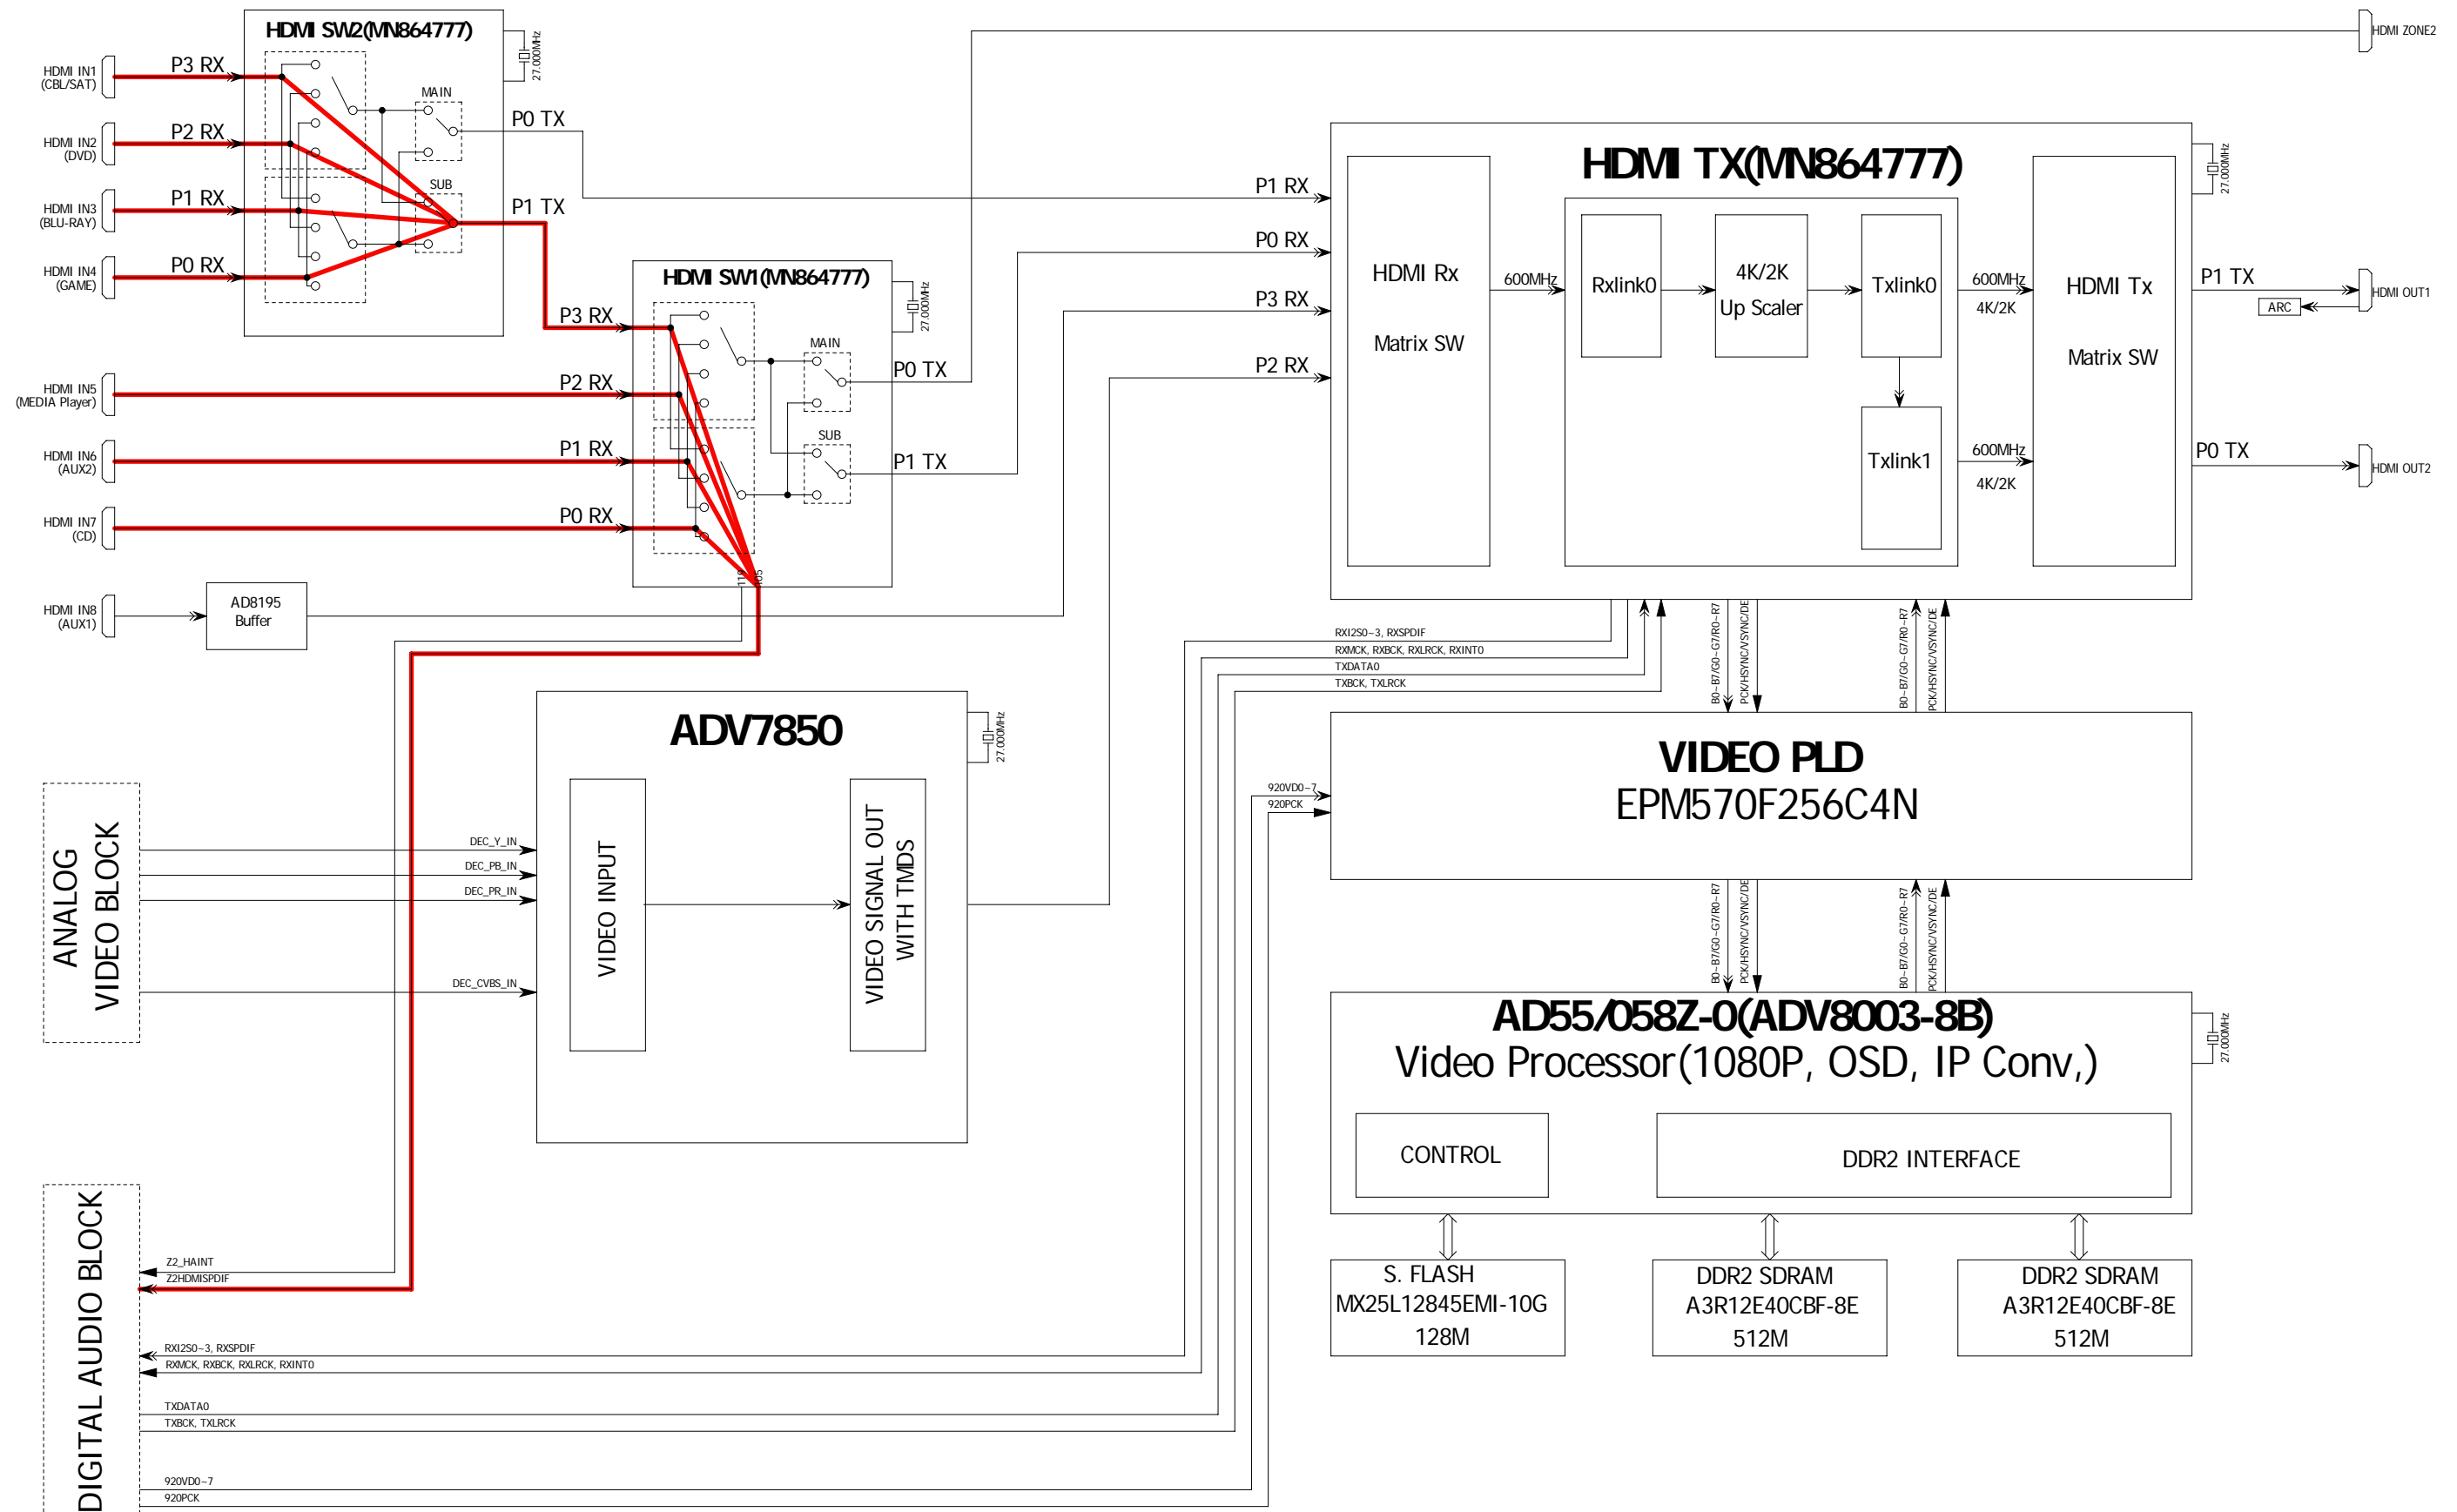 HDMI SW2(MN864777)
27.000MHz
HDMI ZONE2
HDMI IN1
(CBL/SAT)
P3 RX
MAIN
P0 TX
HDMI IN2
(DVD)
P2 RX
SUB
P1 TX
HDMI IN3
(BLU-RAY)
P1 RX
HDMI IN4
(GAME)
P0 RX
HDMI SW1(MN864777)
27.000MHz
P3 RX
MAIN
P0 TX
HDMI IN5
(MEDIA Player)
P2 RX
SUB
P1 TX
HDMI IN6
(AUX2)
P1 RX
HDMI IN7
(CD)
P0 RX
105
HDMI IN8
(AUX1)
AD8195
Buffer
HDMI TX(MN864777)
27.000MHz
P1 RX
P0 RX
P3 RX
P2 RX
HDMI Rx
Matrix SW
600MHz
Rxlink0
4K/2K
Up Scaler
Txlink0
600MHz
4K/2K
Txlink1
600MHz
4K/2K
HDMI Tx
Matrix SW
P1 TX
HDMI OUT1
ARC
P0 TX
HDMI OUT2
RXI2S0~3, RXSPDIF
RXMCK, RXBCK, RXLRCK, RXINT0
TXDATA0
TXBCK, TXLRCK
B0~B7/G0~G7/R0~R7
PCK/HSYNC/VSYNC/DE
B0~B7/G0~G7/R0~R7
PCK/HSYNC/VSYNC/DE
ADV7850
27.000MHz
VIDEO INPUT
VIDEO SIGNAL OUT
WITH TMDS
ANALOG
VIDEO BLOCK
DEC_Y_IN
DEC_PB_IN
DEC_PR_IN
DEC_CVBS_IN
VIDEO PLD
EPM570F256C4N
920VD0~7
920PCK
B0~B7/G0~G7/R0~R7
PCK/HSYNC/VSYNC/DE
B0~B7/G0~G7/R0~R7
PCK/HSYNC/VSYNC/DE
AD55/058Z-0(ADV8003-8B)
Video Processor(1080P, OSD, IP Conv,)
27.000MHz
CONTROL
DDR2 INTERFACE
S. FLASH
MX25L12845EMI-10G
128M
DDR2 SDRAM
A3R12E40CBF-8E
512M
DDR2 SDRAM
A3R12E40CBF-8E
512M
DIGITAL AUDIO BLOCK
Z2_HAINT
Z2HDMISPDIF
RXI2S0~3, RXSPDIF
RXMCK, RXBCK, RXLRCK, RXINT0
TXDATA0
TXBCK, TXLRCK
920VD0~7
920PCK